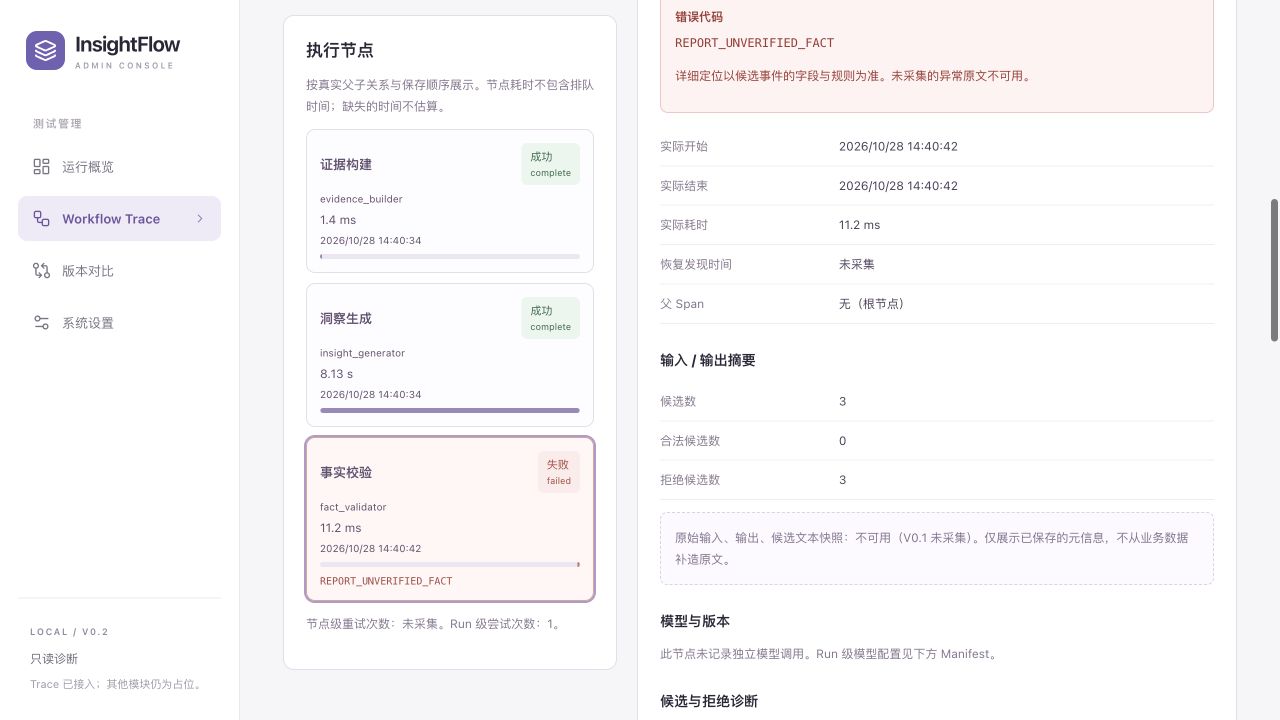 InsightFlow
ADMIN CONSOLE
测试管理
运行概览
Workflow Trace
版本对比
系统设置
LOCAL / V0.2
只读诊断
Trace 已接入；其他模块仍为占位。
执行节点
按真实父子关系与保存顺序展示。节点耗时不包含排队
时间；缺失的时间不估算。
证据构建
成功
complete
evidence_builder
1.4 ms
2026/10/28 14:40:34
洞察生成
成功
complete
insight_generator
8.13 s
2026/10/28 14:40:34
事实校验
失败
failed
fact_validator
11.2 ms
2026/10/28 14:40:42
REPORT_UNVERIFIED_FACT
节点级重试次数：未采集。Run 级尝试次数：1。
错误代码
REPORT_UNVERIFIED_FACT
详细定位以候选事件的字段与规则为准。未采集的异常原文不可用。
实际开始 2026/10/28 14:40:42
实际结束 2026/10/28 14:40:42
实际耗时 11.2 ms
恢复发现时间 未采集
父 Span 无（根节点）
输入 / 输出摘要
候选数 3
合法候选数 0
拒绝候选数 3
原始输入、输出、候选文本快照：不可用（V0.1 未采集）。仅展示已保存的元信息，不从业务数据
补造原文。
模型与版本
此节点未记录独立模型调用。Run 级模型配置见下方 Manifest。
候选与拒绝诊断